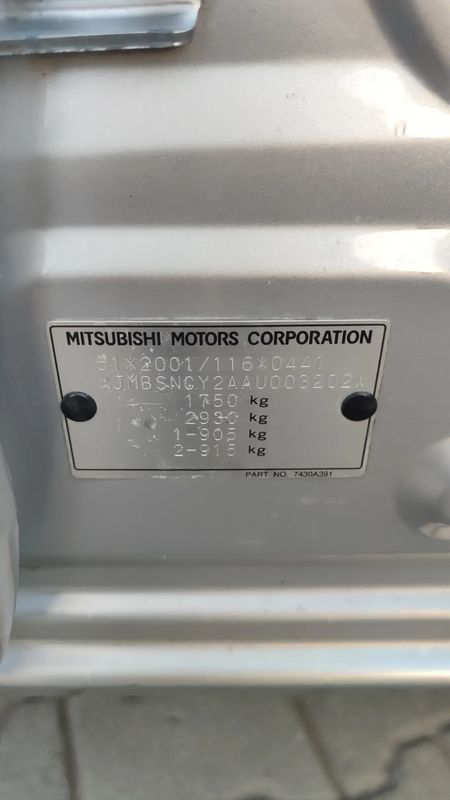 MITSUBISHI MOTORS CORPORATION
e1*2001/116*0441
*JMBSNCY2AAU003202*
1750 kg
2930 kg
1-905 kg
2-915 kg
PART NO. 7430A391